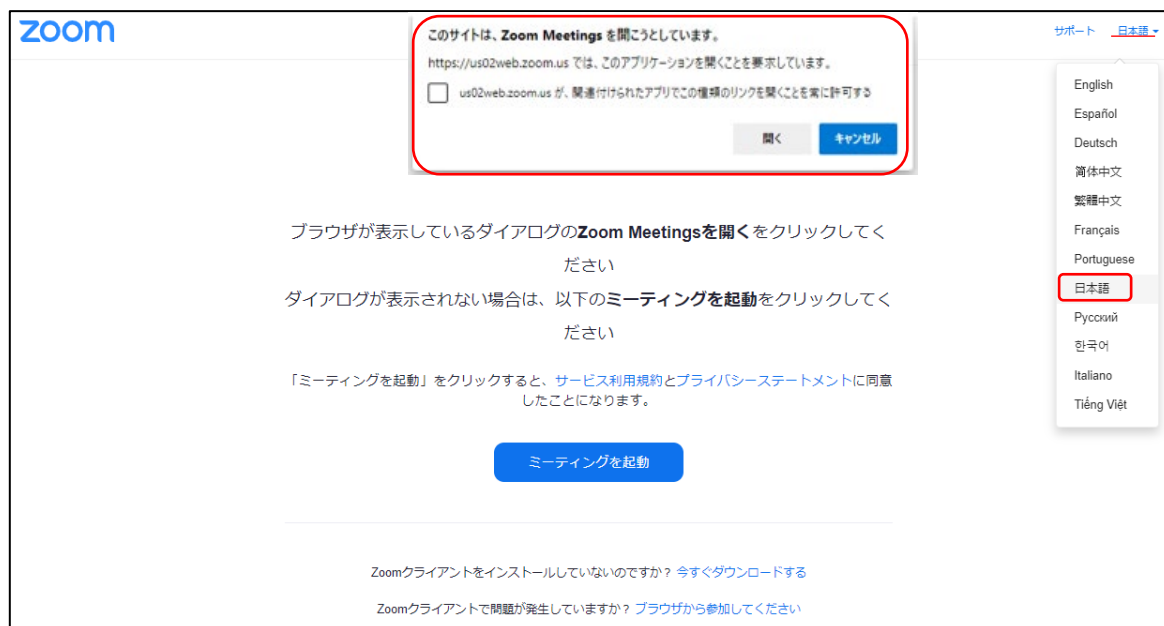 zoom
サポート 日本語
このサイトは、Zoom Meetings を開こうとしています。
https://us02web.zoom.us では、このアプリケーションを開くことを要求しています。
us02web.zoom.us が、関連付けられたアプリでこの種類のリンクを開くことを常に許可する
開く キャンセル
English
Español
Deutsch
简体中文
繁體中文
Français
Portuguese
日本語
Русский
한국어
Italiano
Tiếng Việt
ブラウザが表示しているダイアログのZoom Meetingsを開くをクリックしてく
ださい
ダイアログが表示されない場合は、以下のミーティングを起動をクリックしてく
ださい
「ミーティングを起動」をクリックすると、サービス利用規約とプライバシーステートメントに同意
したことになります。
ミーティングを起動
Zoomクライアントをインストールしていないのですか？今すぐダウンロードする
Zoomクライアントで問題が発生していますか？ブラウザから参加してください